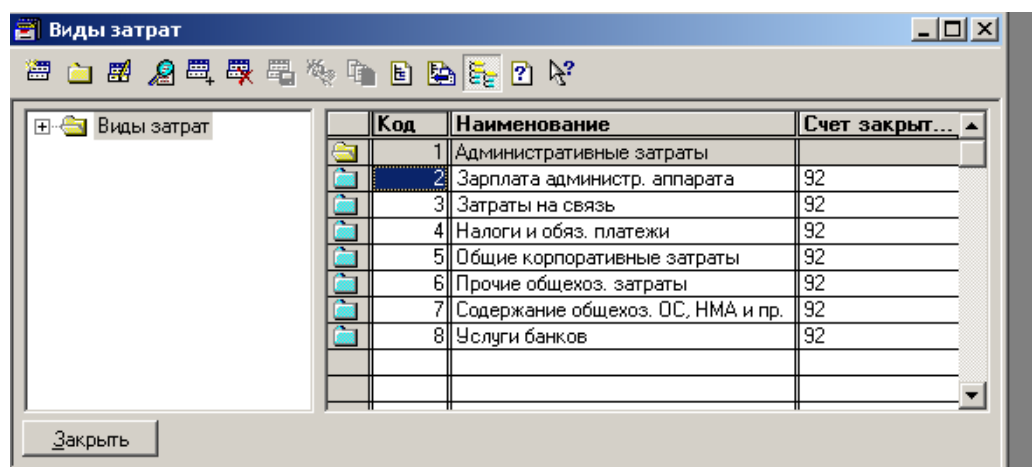 Виды затрат
Виды затрат
Код Наименование Счет закрыт...
1 Административные затраты
2 Зарплата администр. аппарата 92
3 Затраты на связь 92
4 Налоги и обяз. платежи 92
5 Общие корпоративные затраты 92
6 Прочие общехоз. затраты 92
7 Содержание общехоз. ОС, НМА и пр. 92
8 Услуги банков 92
Закрыть